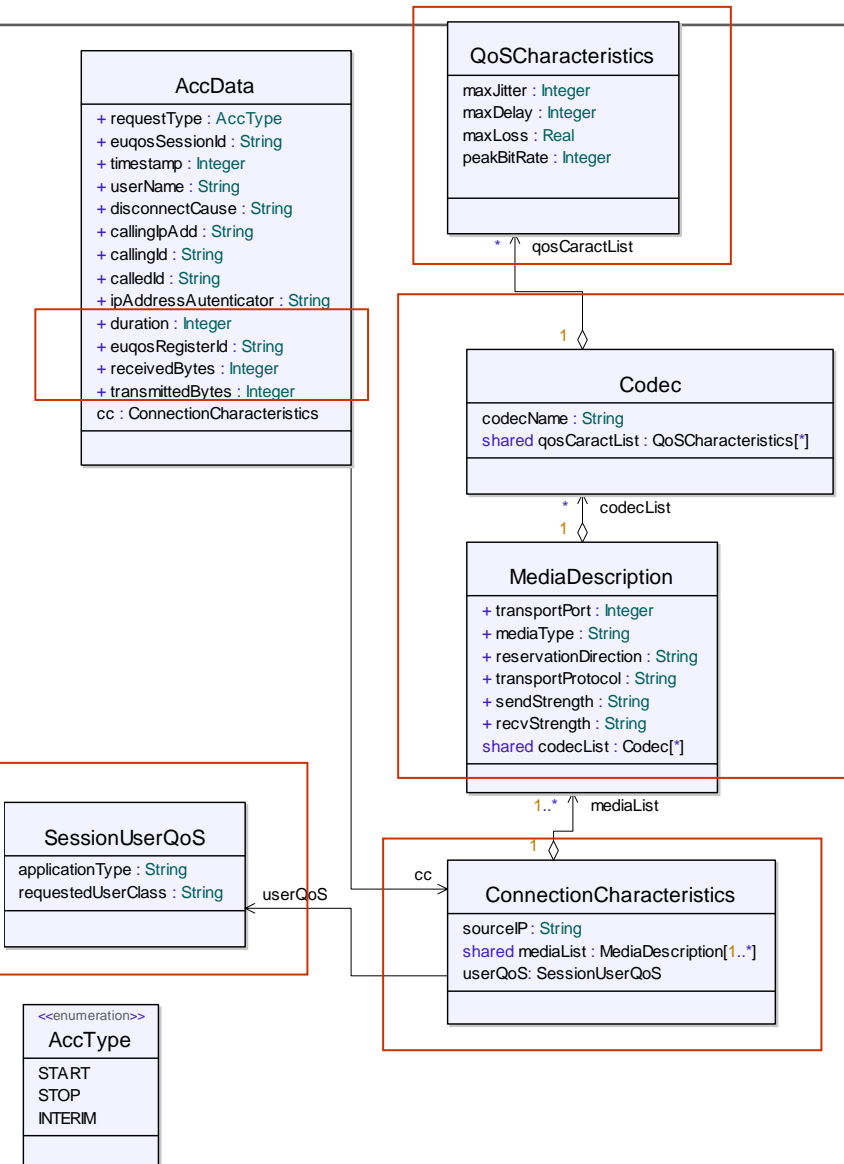 AccData
+ requestType : AccType
+ euqosSessionId : String
+ timestamp : Integer
+ userName : String
+ disconnectCause : String
+ callingIpAdd : String
+ callingId : String
+ calledId : String
+ ipAddressAutenticator : String
+ duration : Integer
+ euqosRegisterId : String
+ receivedBytes : Integer
+ transmittedBytes : Integer
cc : ConnectionCharacteristics
QoSCharacteristics
maxJitter : Integer
maxDelay : Integer
maxLoss : Real
peakBitRate : Integer
* qosCaractList
1
Codec
codecName : String
shared qosCaractList : QoSCharacteristics[*]
* codecList
1
MediaDescription
+ transportPort : Integer
+ mediaType : String
+ reservationDirection : String
+ transportProtocol : String
+ sendStrength : String
+ recvStrength : String
shared codecList : Codec[*]
1..* mediaList
1
SessionUserQoS
applicationType : String
requestedUserClass : String
userQoS
cc
ConnectionCharacteristics
sourceIP : String
shared mediaList : MediaDescription[1..*]
userQoS: SessionUserQoS
<<enumeration>>
AccType
START
STOP
INTERIM